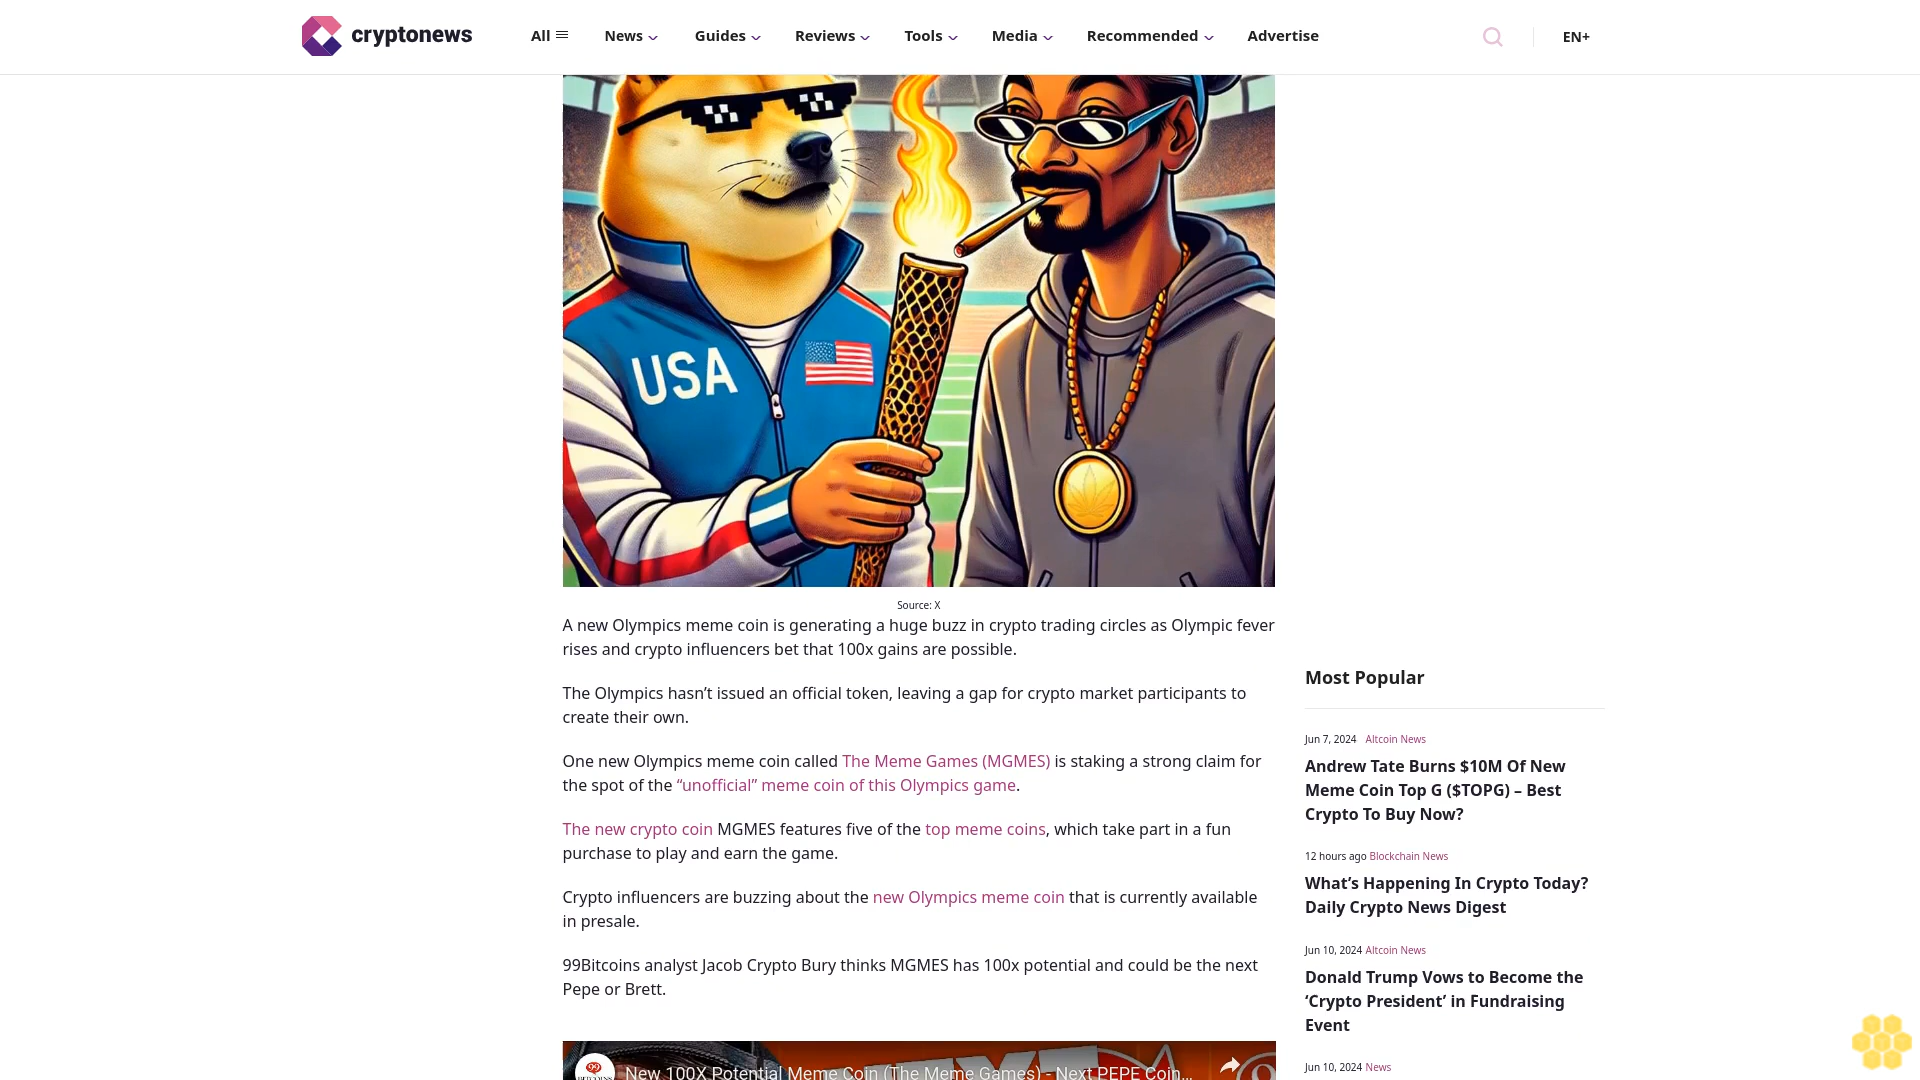 cryptonews
All
News
Guides
Reviews
Tools
Media
Recommended
Advertise
EN+
USA
Source: X
A new Olympics meme coin is generating a huge buzz in crypto trading circles as Olympic fever
rises and crypto influencers bet that 100x gains are possible.
The Olympics hasn’t issued an official token, leaving a gap for crypto market participants to
create their own.
One new Olympics meme coin called The Meme Games (MGMES) is staking a strong claim for
the spot of the “unofficial” meme coin of this Olympics game.
The new crypto coin MGMES features five of the top meme coins, which take part in a fun
purchase to play and earn the game.
Crypto influencers are buzzing about the new Olympics meme coin that is currently available
in presale.
99Bitcoins analyst Jacob Crypto Bury thinks MGMES has 100x potential and could be the next
Pepe or Brett.
99
New 100X Potential Meme Coin (The Meme Games) - Next PEPE Coin...
Most Popular
Jun 7, 2024 Altcoin News
Andrew Tate Burns $10M Of New
Meme Coin Top G ($TOPG) – Best
Crypto To Buy Now?
12 hours ago Blockchain News
What’s Happening In Crypto Today?
Daily Crypto News Digest
Jun 10, 2024 Altcoin News
Donald Trump Vows to Become the
‘Crypto President’ in Fundraising
Event
Jun 10, 2024 News